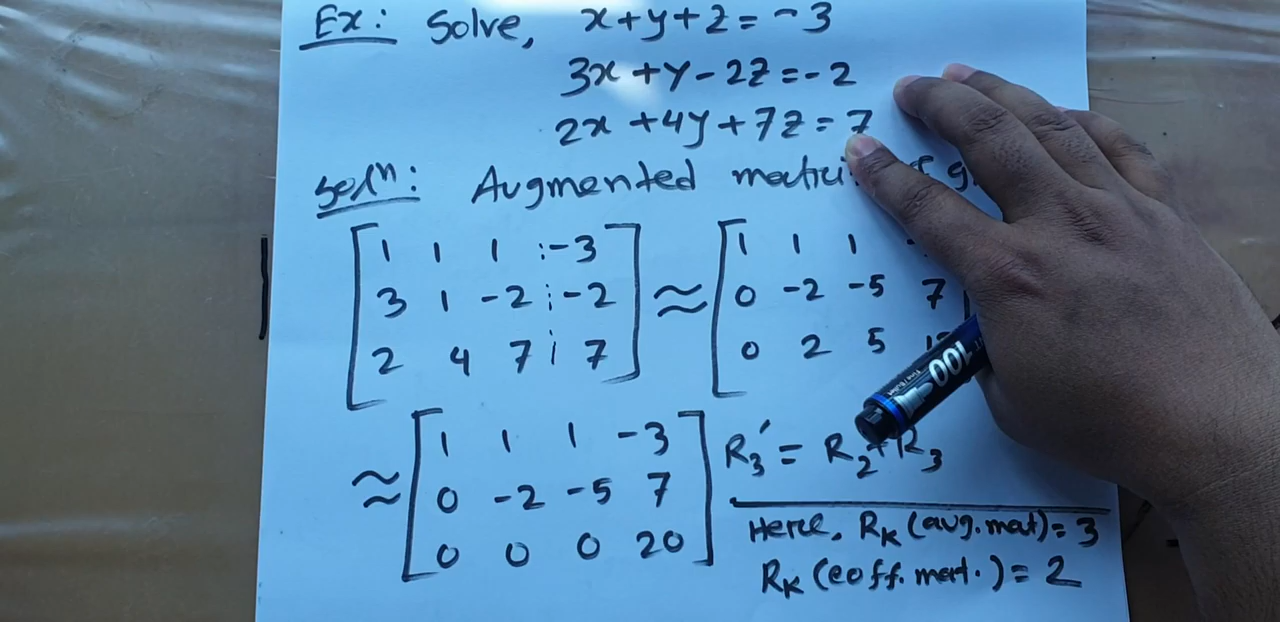 Ex: Solve, x+y+z=-3
3x+y-2z=-2
2x+4y+7z=7
Solⁿ: Augmented
1 1 1 : -3
3 1 -2 : -2
2 4 7 : 7
≈
1 1 1
0 -2 -5 7
0 2 5
≈
1 1 1 -3
0 -2 -5 7
0 0 0 20
R₃′ = R₂+R₃
Here, Rₖ (aug. mat) = 3
Rₖ (coff. mat.) = 2
100